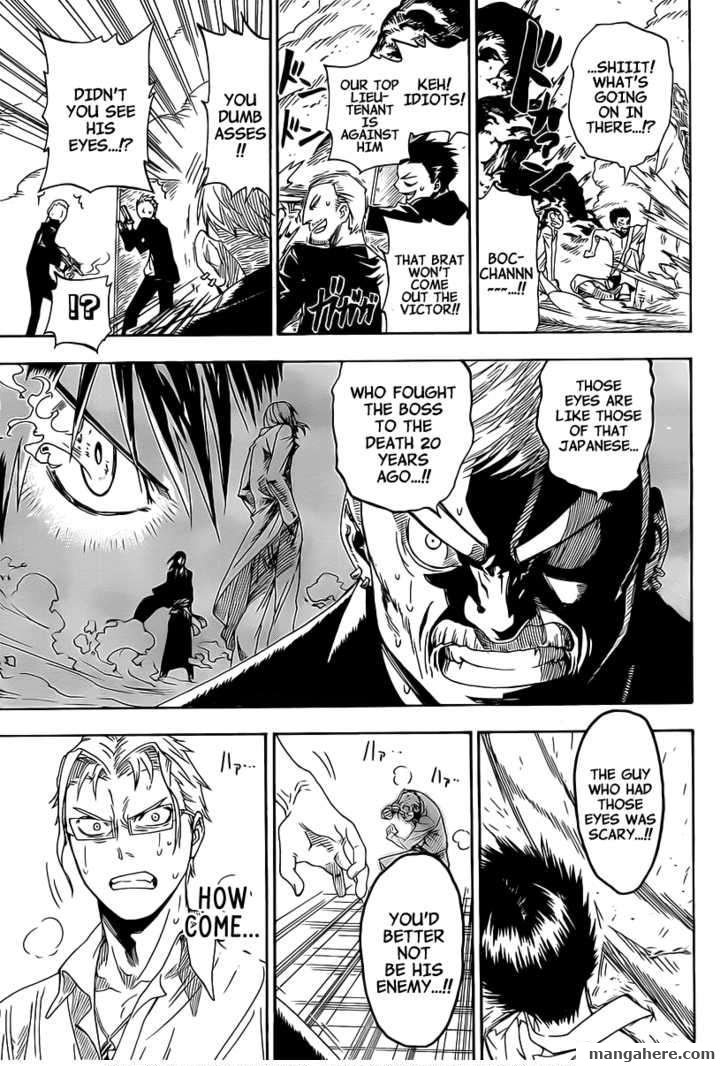 ...SHIIIT!
WHAT'S
GOING
ON IN
THERE...!?
BOC-
CHANNN
~~~...!!
ドドド
KEH!
IDIOTS!
OUR TOP
LIEU-
TENANT
IS
AGAINST
HIM
THAT BRAT
WON'T
COME
OUT THE
VICTOR!!
YOU
DUMB
ASSES
!!
DIDN'T
YOU SEE
HIS
EYES...!?
!?
THOSE
EYES ARE
LIKE THOSE
OF THAT
JAPANESE...
WHO FOUGHT
THE BOSS
TO THE
DEATH 20
YEARS
AGO...!!
THE GUY
WHO HAD
THOSE
EYES WAS
SCARY...!!
YOU'D
BETTER
NOT
BE HIS
ENEMY...!!
HOW
COME...
mangahere.com